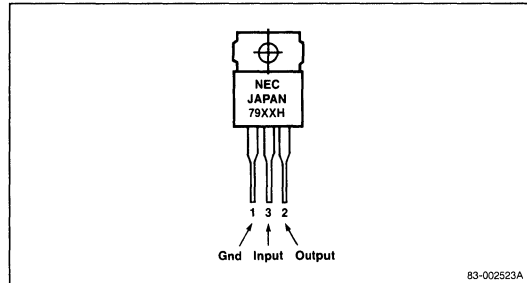 NEC
JAPAN
79XXH
1 3 2
Gnd Input Output
83-002523A